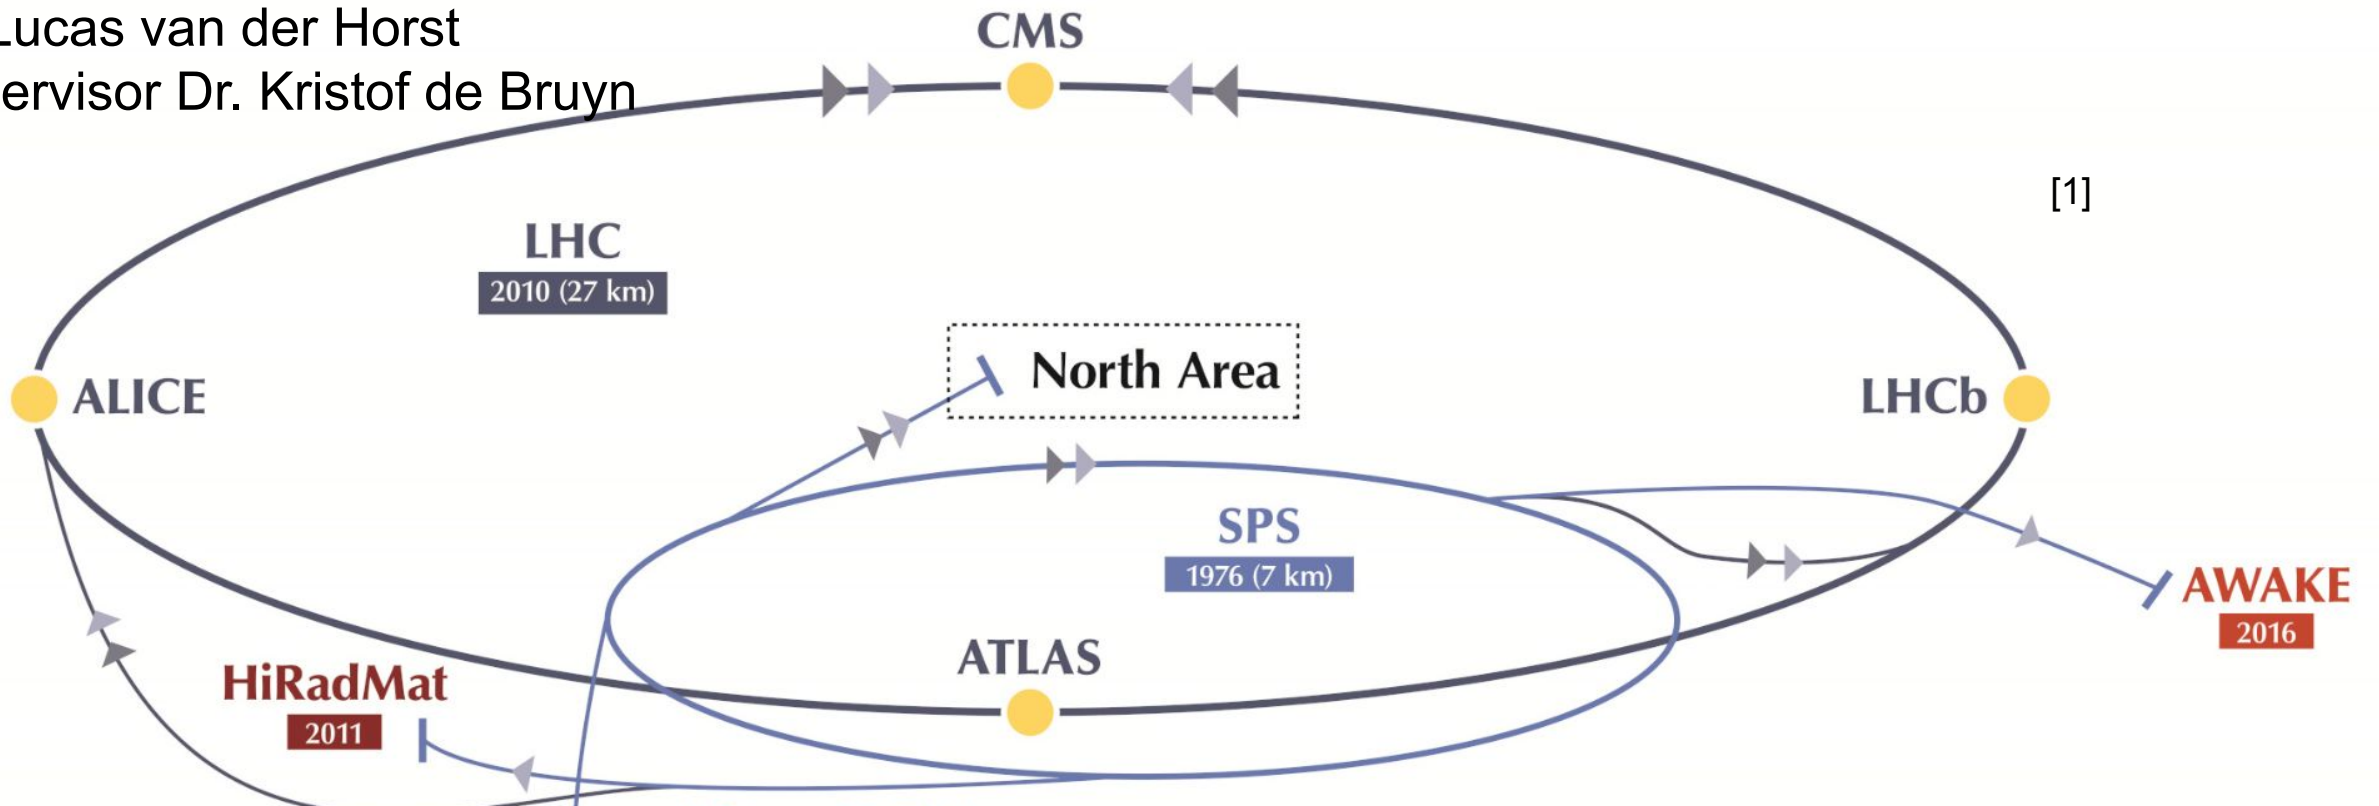 Lucas van der Horst
ervisor Dr. Kristof de Bruyn
CMS
[1]
LHC
2010 (27 km)
North Area
ALICE
LHCb
SPS
1976 (7 km)
AWAKE
2016
ATLAS
HiRadMat
2011